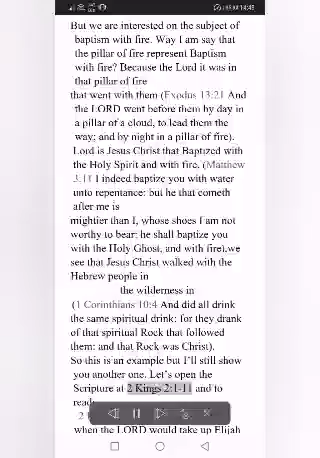 But we are interested on the subject of
baptism with fire. Way I am say that
the pillar of fire represent Baptism
with fire? Because the Lord it was in
that pillar of fire
that went with them (Exodus 13:21 And
the LORD went before them by day in
a pillar of a cloud, to lead them the
way; and by night in a pillar of fire).
Lord is Jesus Christ that Baptized with
the Holy Spirit and with fire. (Matthew
3:11 I indeed baptize you with water
unto repentance: but he that cometh
after me is
mightier than I, whose shoes I am not
worthy to bear: he shall baptize you
with the Holy Ghost, and with fire),we
see that Jesus Christ walked with the
Hebrew people in
the wilderness in
(1 Corinthians 10:4 And did all drink
the same spiritual drink: for they drank
of that spiritual Rock that followed
them: and that Rock was Christ).
So this is an example but I'll still show
you another one. Let's open the
Scripture at 2 Kings 2:1-11 and to
read:
2
when the LORD would take up Elijah